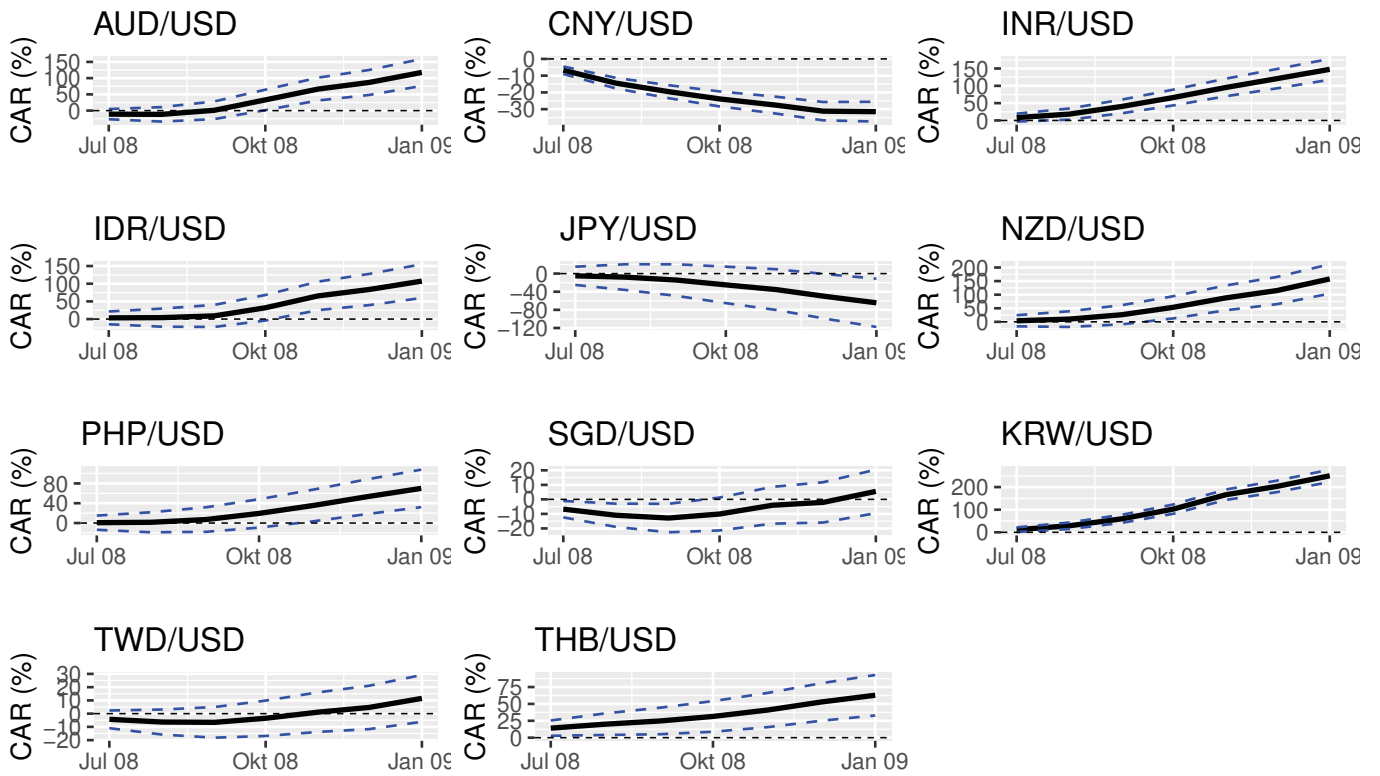 AUD/USD
CAR (%)
150
100
50
0
Jul 08 Okt 08 Jan 09
CNY/USD
CAR (%)
0
−10
−20
−30
Jul 08 Okt 08 Jan 09
INR/USD
CAR (%)
150
100
50
0
Jul 08 Okt 08 Jan 09
IDR/USD
CAR (%)
150
100
50
0
Jul 08 Okt 08 Jan 09
JPY/USD
CAR (%)
0
−40
−80
−120
Jul 08 Okt 08 Jan 09
NZD/USD
CAR (%)
200
150
100
50
0
Jul 08 Okt 08 Jan 09
PHP/USD
CAR (%)
80
40
0
Jul 08 Okt 08 Jan 09
SGD/USD
CAR (%)
20
10
0
−10
−20
Jul 08 Okt 08 Jan 09
KRW/USD
CAR (%)
200
100
0
Jul 08 Okt 08 Jan 09
TWD/USD
CAR (%)
30
20
10
0
−10
−20
Jul 08 Okt 08 Jan 09
THB/USD
CAR (%)
75
50
25
0
Jul 08 Okt 08 Jan 09